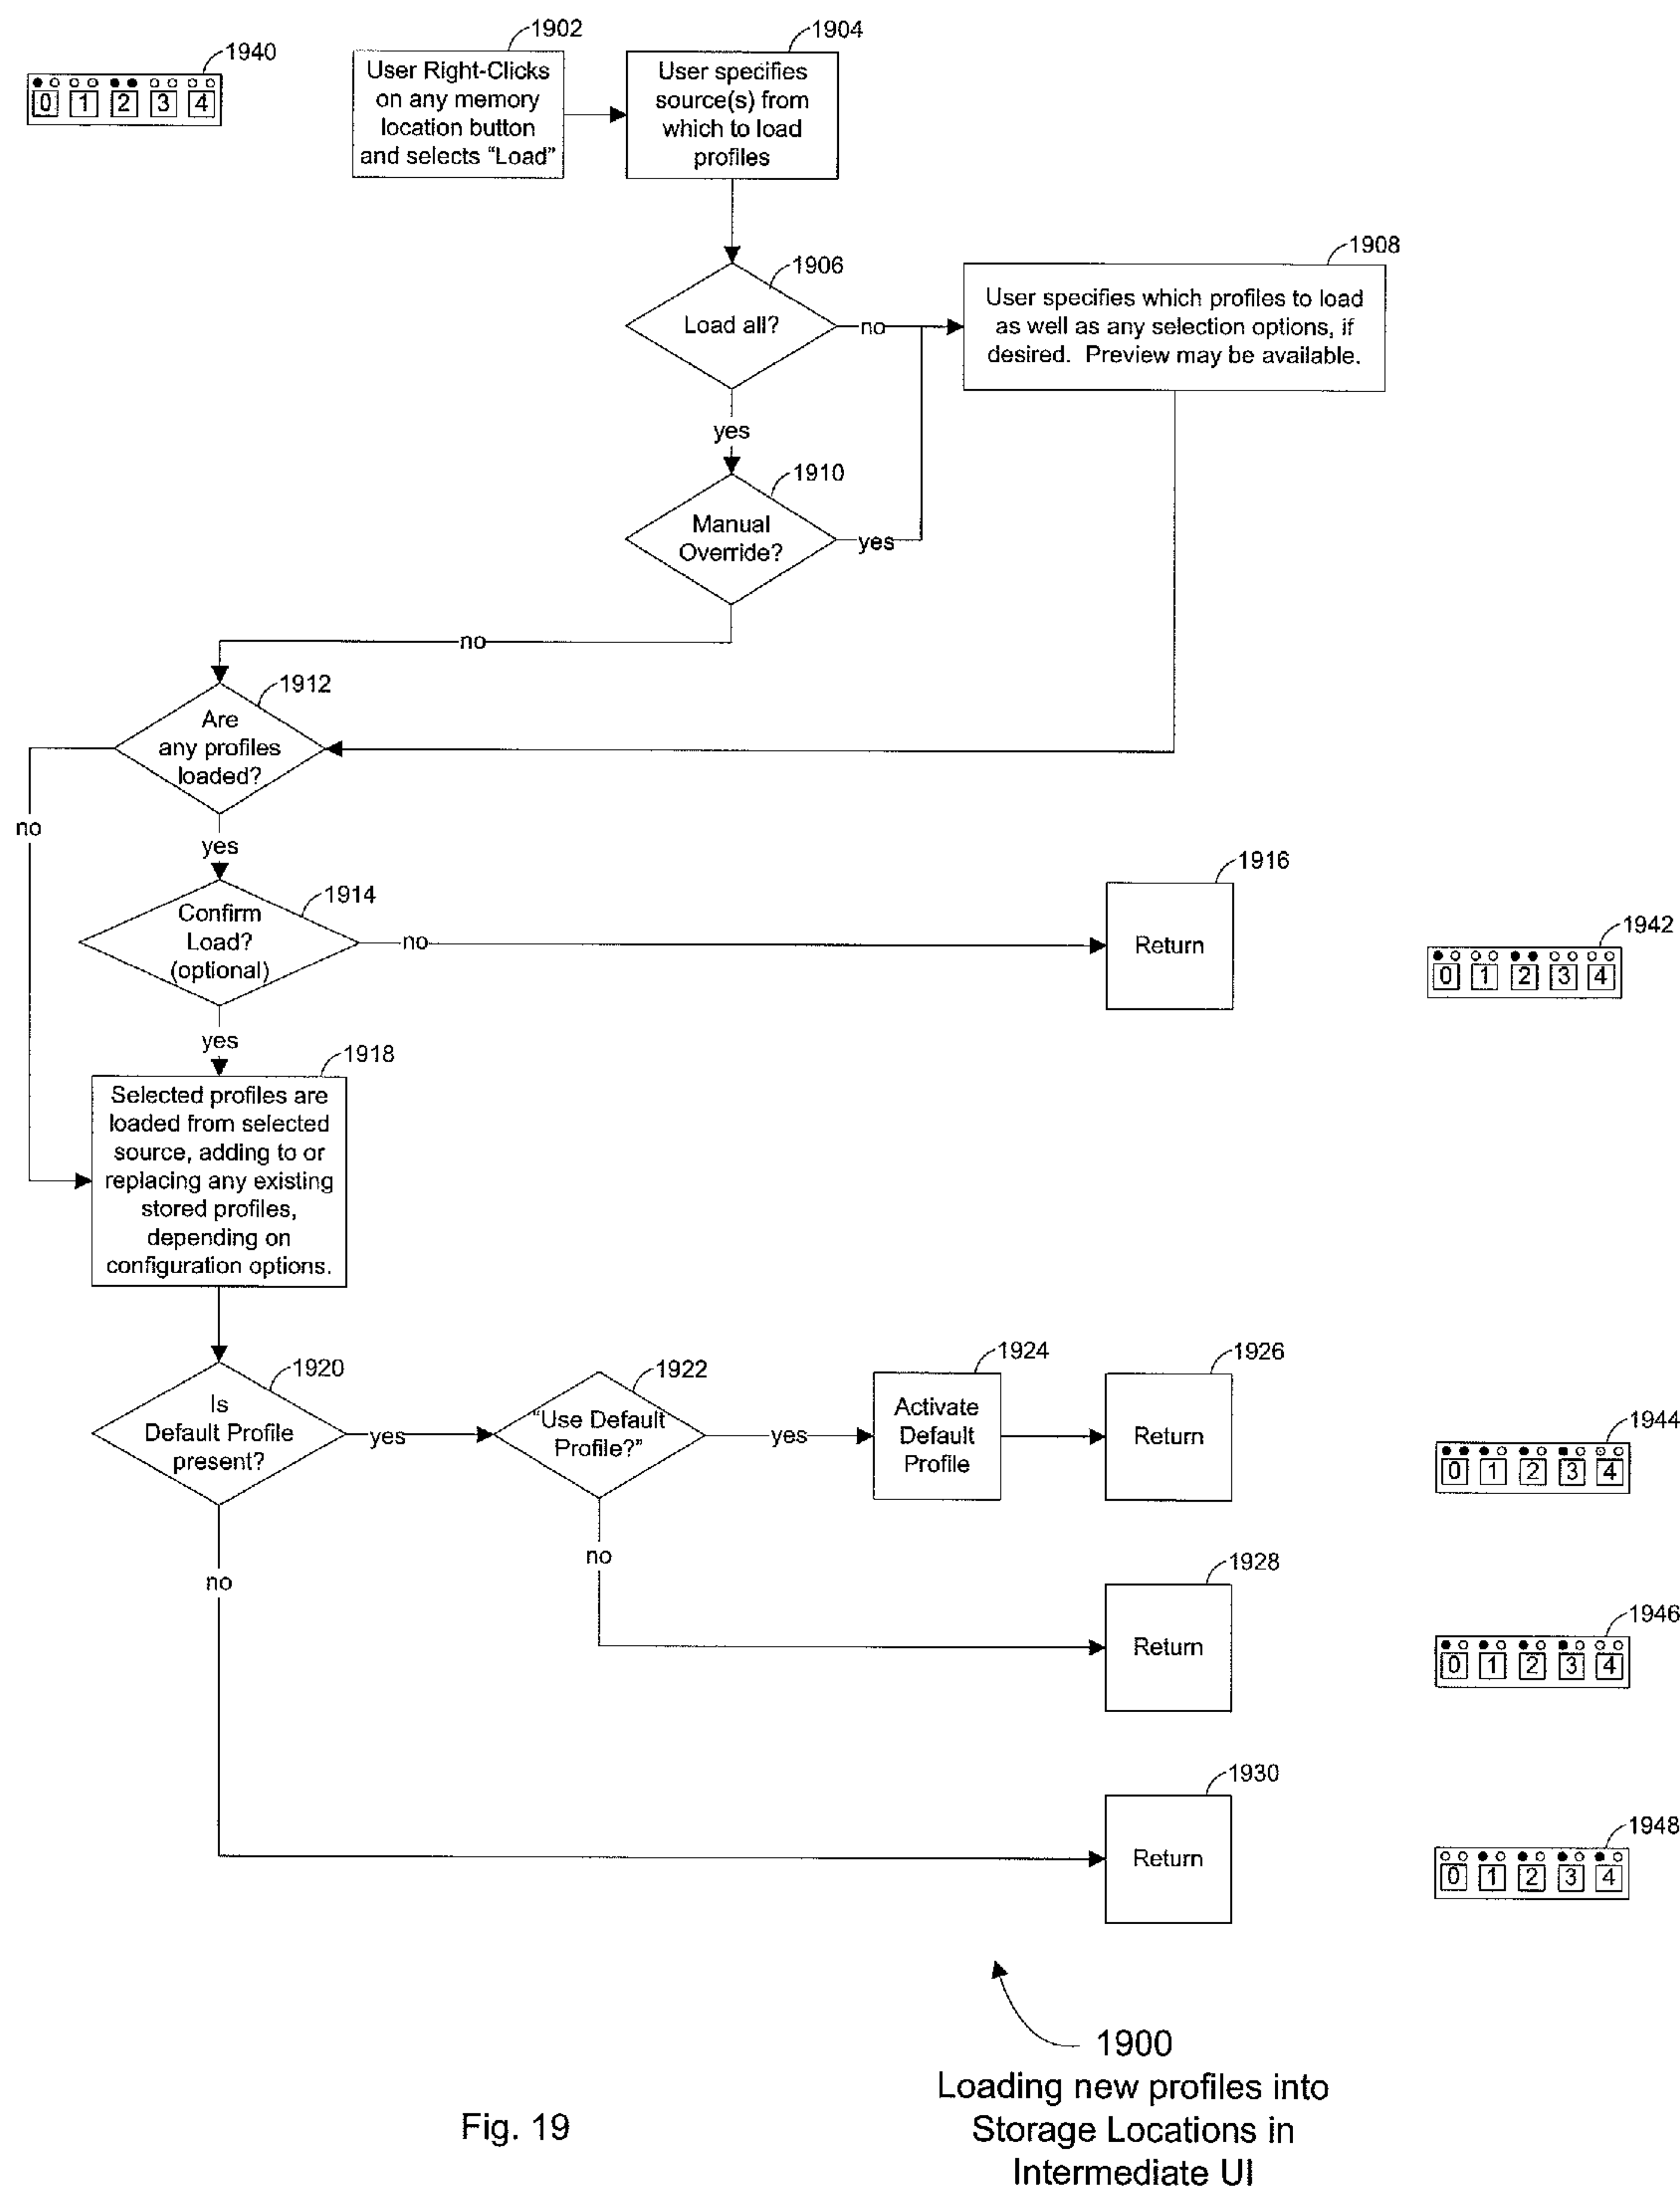 1940
0 1 2 3 4
1902
User Right-Clicks
on any memory
location button
and selects “Load”
1904
User specifies
source(s) from
which to load
profiles
1906
Load all?
no
1908
User specifies which profiles to load
as well as any selection options, if
desired. Preview may be available.
yes
1910
Manual
Override?
yes
no
1912
Are
any profiles
loaded?
no
yes
1914
Confirm
Load?
(optional)
no
1916
Return
1942
0 1 2 3 4
yes
1918
Selected profiles are
loaded from selected
source, adding to or
replacing any existing
stored profiles,
depending on
configuration options.
1920
Is
Default Profile
present?
yes
1922
“Use Default
Profile?”
yes
1924
Activate
Default
Profile
1926
Return
1944
0 1 2 3 4
no
1928
Return
1946
0 1 2 3 4
no
1930
Return
1948
0 1 2 3 4
1900
Loading new profiles into
Storage Locations in
Intermediate UI
Fig. 19